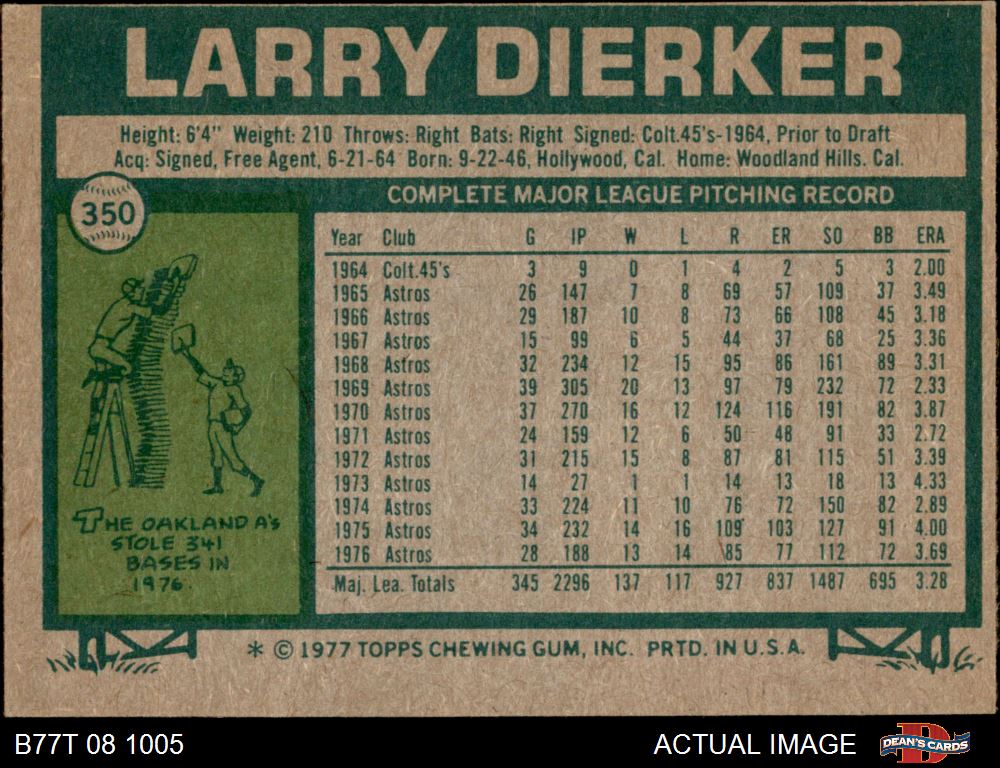 LARRY DIERKER
Height: 6'4" Weight: 210 Throws: Right Bats: Right Signed: Colt.45's-1964, Prior to Draft
Acq: Signed, Free Agent, 6-21-64 Born: 9-22-46, Hollywood, Cal. Home: Woodland Hills. Cal.
350
COMPLETE MAJOR LEAGUE PITCHING RECORD
Year Club G IP W L R ER SO BB ERA
1964 Colt.45's 3 9 0 1 4 2 5 3 2.00
1965 Astros 26 147 7 8 69 57 109 37 3.49
1966 Astros 29 187 10 8 73 66 108 45 3.18
1967 Astros 15 99 6 5 44 37 68 25 3.36
1968 Astros 32 234 12 15 95 86 161 89 3.31
1969 Astros 39 305 20 13 97 79 232 72 2.33
1970 Astros 37 270 16 12 124 116 191 82 3.87
1971 Astros 24 159 12 6 50 48 91 33 2.72
1972 Astros 31 215 15 8 87 81 115 51 3.39
1973 Astros 14 27 1 1 14 13 18 13 4.33
1974 Astros 33 224 11 10 76 72 150 82 2.89
1975 Astros 34 232 14 16 109 103 127 91 4.00
1976 Astros 28 188 13 14 85 77 112 72 3.69
Maj. Lea. Totals 345 2296 137 117 927 837 1487 695 3.28
THE OAKLAND A's
STOLE 341
BASES IN
1976.
* © 1977 TOPPS CHEWING GUM, INC. PRTD. IN U.S.A.
B77T 08 1005
ACTUAL IMAGE
DEAN'S CARDS